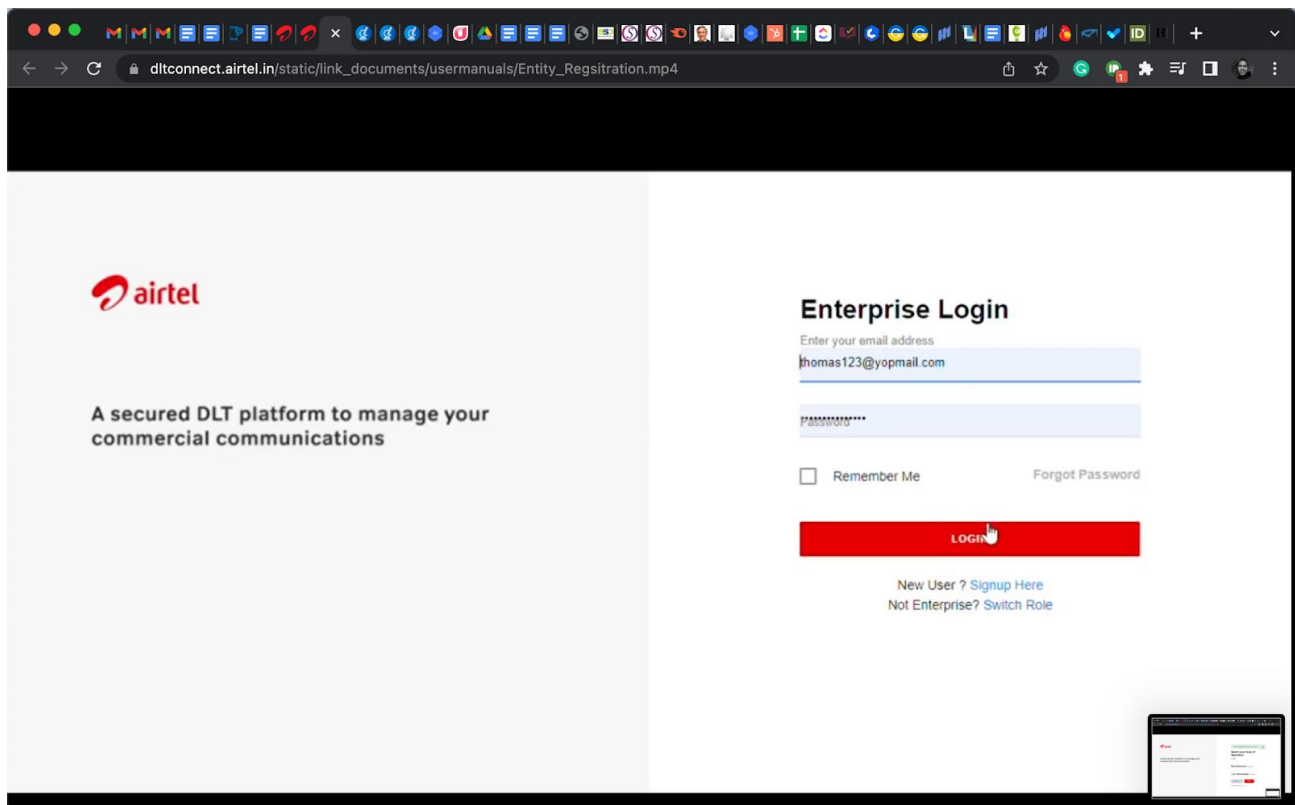 dltconnect.airtel.in/static/link_documents/usermanuals/Entity_Regsitration.mp4
airtel
A secured DLT platform to manage your
commercial communications
Enterprise Login
Enter your email address
thomas123@yopmail.com
Password
Remember Me
Forgot Password
LOGIN
New User ? Signup Here
Not Enterprise? Switch Role